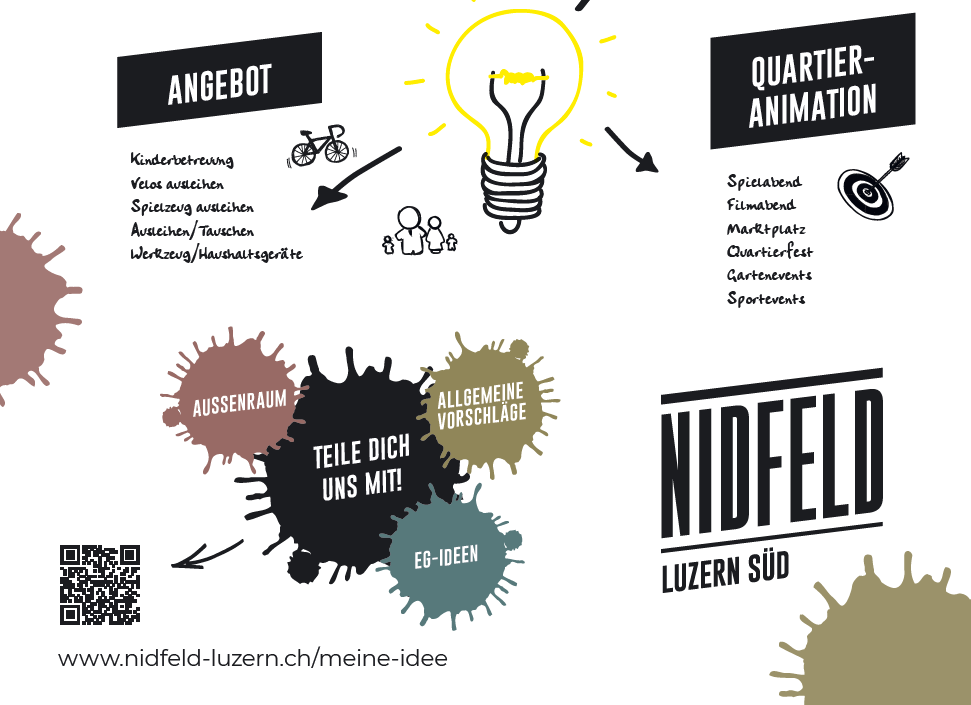 ANGEBOT
Kinderbetreuung
Velos ausleihen
Spielzeug ausleihen
Ausleihen/Tauschen
Werkzeug/Haushaltsgeräte
QUARTIER-
ANIMATION
Spielabend
Filmabend
Marktplatz
Quartierfest
Gartenevents
Sportevents
AUSSENRAUM
ALLGEMEINE
VORSCHLÄGE
TEILE DICH
UNS MIT!
EG-IDEEN
NIDFELD
LUZERN SÜD
www.nidfeld-luzern.ch/meine-idee